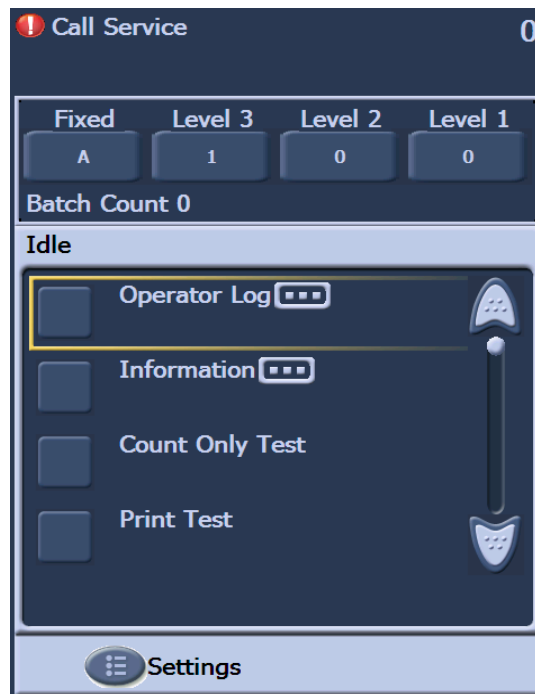 Call Service 0
Fixed Level 3 Level 2 Level 1
A 1 0 0
Batch Count 0
Idle
Operator Log
Information
Count Only Test
Print Test
Settings